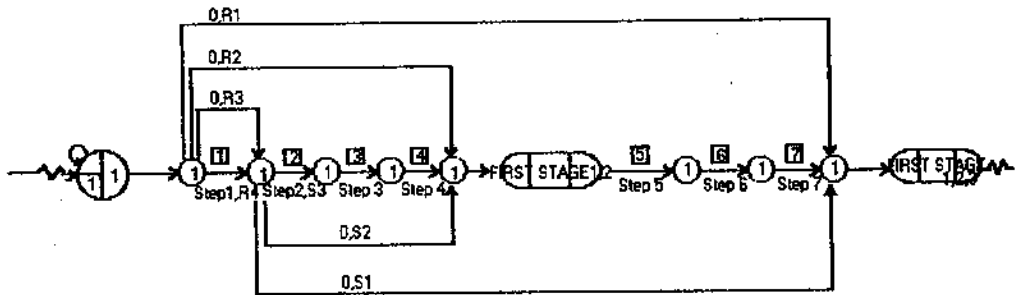 0,R1
0,R2
0,R3
1 2 3 4 5 6 7
1 1 1 1 1 1 1 FIRST STAGE1,2 1 1 1 FIRST STAGE
Step1,R4 Step2,S3 Step 3 Step 4 Step 5 Step 6 Step 7
0,S2
0,S1